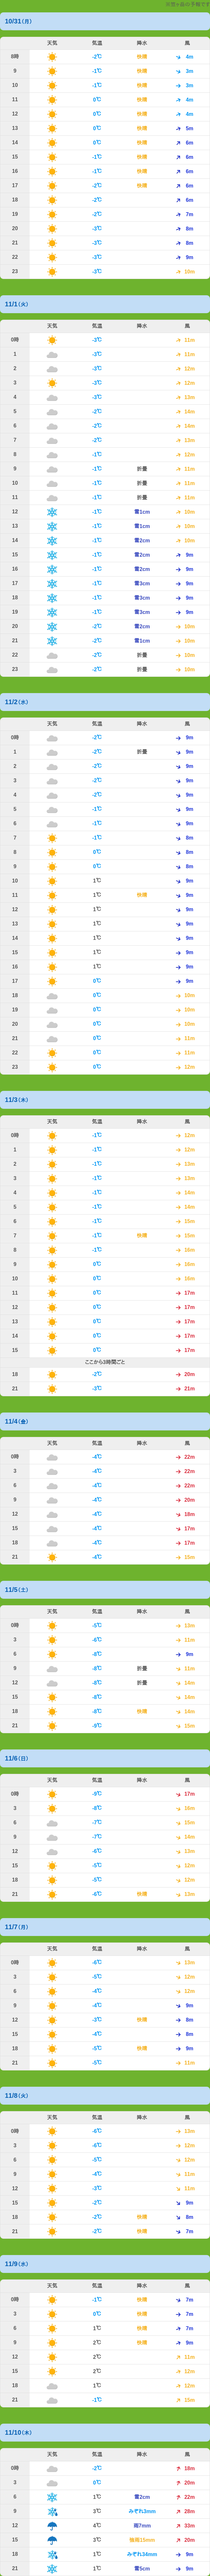 10/31(月)
天気 気温 降水 風
8時 -2℃ 快晴 4m
9 -1℃ 快晴 3m
10 -1℃ 快晴 3m
11 0℃ 快晴 4m
12 0℃ 快晴 4m
13 0℃ 快晴 5m
14 0℃ 快晴 6m
15 -1℃ 快晴 6m
16 -1℃ 快晴 6m
17 -2℃ 快晴 6m
18 -2℃ 6m
19 -2℃ 7m
20 -3℃ 8m
21 -3℃ 8m
22 -3℃ 9m
23 -3℃ 10m
11/1(火)
天気 気温 降水 風
0時 -3℃ 11m
1 -3℃ 11m
2 -3℃ 12m
3 -3℃ 12m
4 -3℃ 13m
5 -2℃ 14m
6 -2℃ 14m
7 -2℃ 13m
8 -1℃ 12m
9 -1℃ 折曇 11m
10 -1℃ 折曇 11m
11 -1℃ 折曇 11m
12 -1℃ 雪1cm 10m
13 -1℃ 雪1cm 10m
14 -1℃ 雪2cm 10m
15 -1℃ 雪2cm 9m
16 -1℃ 雪2cm 9m
17 -1℃ 雪3cm 9m
18 -1℃ 雪3cm 9m
19 -1℃ 雪3cm 9m
20 -2℃ 雪2cm 10m
21 -2℃ 雪1cm 10m
22 -2℃ 折曇 10m
23 -2℃ 折曇 10m
11/2(水)
天気 気温 降水 風
0時 -2℃ 9m
1 -2℃ 折曇 9m
2 -2℃ 9m
3 -2℃ 9m
4 -2℃ 9m
5 -1℃ 9m
6 -1℃ 9m
7 -1℃ 8m
8 0℃ 8m
9 0℃ 8m
10 1℃ 9m
11 1℃ 快晴 9m
12 1℃ 9m
13 1℃ 9m
14 1℃ 9m
15 1℃ 9m
16 1℃ 9m
17 0℃ 9m
18 0℃ 10m
19 0℃ 10m
20 0℃ 10m
21 0℃ 11m
22 0℃ 11m
23 0℃ 12m
11/3(木)
天気 気温 降水 風
0時 -1℃ 12m
1 -1℃ 12m
2 -1℃ 13m
3 -1℃ 13m
4 -1℃ 14m
5 -1℃ 14m
6 -1℃ 15m
7 -1℃ 快晴 15m
8 -1℃ 16m
9 0℃ 16m
10 0℃ 16m
11 0℃ 17m
12 0℃ 17m
13 0℃ 17m
14 0℃ 17m
15 0℃ 17m
ここから3時間ごと
18 -2℃ 20m
21 -3℃ 21m
11/4(金)
天気 気温 降水 風
0時 -4℃ 22m
3 -4℃ 22m
6 -4℃ 22m
9 -4℃ 20m
12 -4℃ 18m
15 -4℃ 17m
18 -4℃ 17m
21 -4℃ 15m
11/5(土)
天気 気温 降水 風
0時 -5℃ 13m
3 -6℃ 11m
6 -8℃ 9m
9 -8℃ 折曇 11m
12 -8℃ 折曇 14m
15 -8℃ 14m
18 -8℃ 快晴 14m
21 -9℃ 15m
11/6(日)
天気 気温 降水 風
0時 -9℃ 17m
3 -8℃ 16m
6 -7℃ 15m
9 -7℃ 14m
12 -6℃ 13m
15 -5℃ 12m
18 -5℃ 12m
21 -6℃ 快晴 13m
11/7(月)
天気 気温 降水 風
0時 -6℃ 13m
3 -5℃ 12m
6 -4℃ 12m
9 -4℃ 9m
12 -3℃ 快晴 8m
15 -4℃ 8m
18 -5℃ 快晴 9m
21 -5℃ 11m
11/8(火)
天気 気温 降水 風
0時 -6℃ 13m
3 -6℃ 12m
6 -5℃ 12m
9 -4℃ 11m
12 -3℃ 11m
15 -2℃ 9m
18 -2℃ 快晴 8m
21 -2℃ 快晴 7m
11/9(水)
天気 気温 降水 風
0時 -1℃ 快晴 7m
3 0℃ 快晴 7m
6 1℃ 快晴 7m
9 2℃ 快晴 9m
12 2℃ 11m
15 2℃ 12m
18 1℃ 12m
21 -1℃ 15m
11/10(木)
天気 気温 降水 風
0時 -2℃ 18m
3 0℃ 20m
6 1℃ 雪2cm 22m
9 3℃ みぞれ3mm 28m
12 4℃ 雨7mm 33m
15 3℃ 20m
18 1℃ みぞれ34mm 9m
21 1℃ 雪5cm 9m